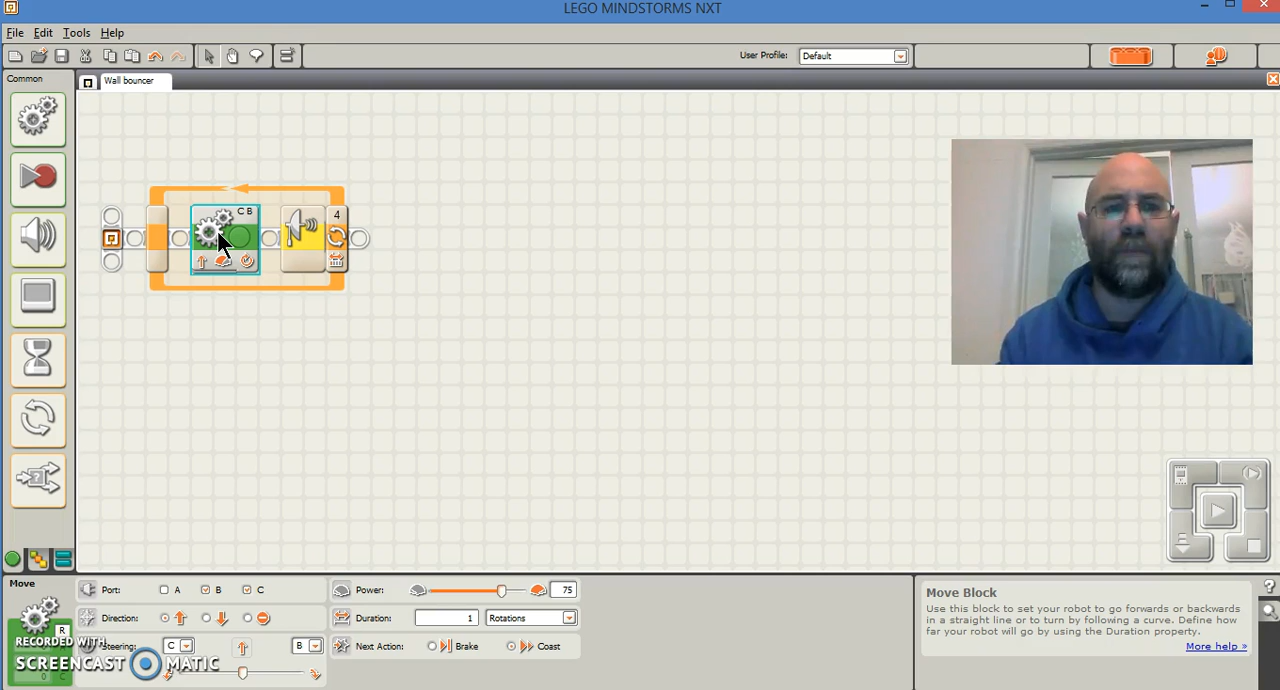 LEGO MINDSTORMS NXT
File Edit Tools Help
User Profile: Default
Common
Wall bouncer
C B
4
Move
Port: A B C
Power: 75
Direction:
Duration: 1 Rotations
Steering: C B
Next Action: Brake Coast
R
0 C
RECORDED WITH
SCREENCAST MATIC
Move Block
Use this block to set your robot to go forwards or backwards
in a straight line or to turn by following a curve. Define how
far your robot will go by using the Duration property.
More help »